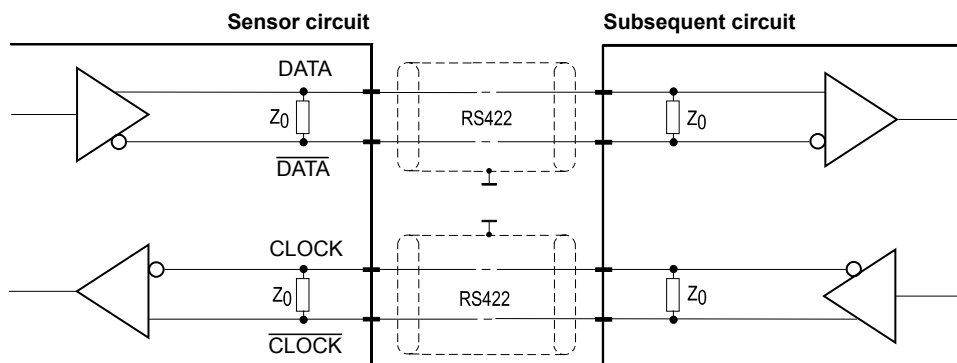 Sensor circuit
Subsequent circuit
DATA
Z0
RS422
Z0
DATA
CLOCK
Z0
RS422
Z0
CLOCK